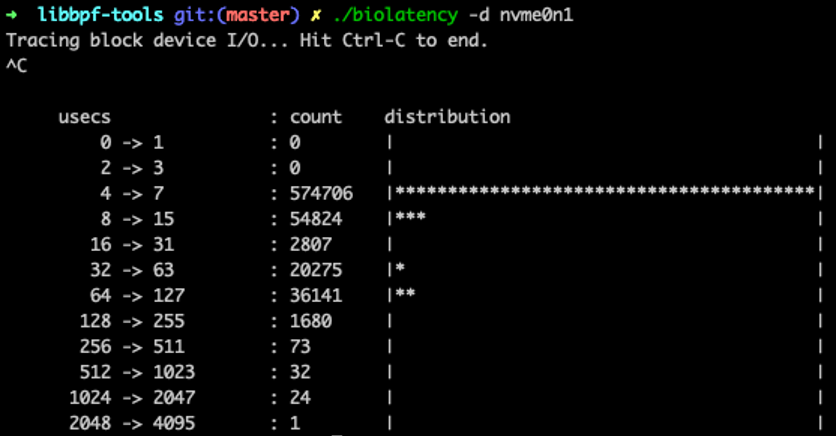 ➜  libbpf-tools git:(master) ✗ ./biolatency -d nvme0n1
Tracing block device I/O... Hit Ctrl-C to end.
^C
     usecs               : count    distribution
         0 -> 1          : 0        |                                        |
         2 -> 3          : 0        |                                        |
         4 -> 7          : 574706   |****************************************|
         8 -> 15         : 54824    |***                                     |
        16 -> 31         : 2807     |                                        |
        32 -> 63         : 20275    |*                                       |
        64 -> 127        : 36141    |**                                      |
       128 -> 255        : 1680     |                                        |
       256 -> 511        : 73       |                                        |
       512 -> 1023       : 32       |                                        |
      1024 -> 2047       : 24       |                                        |
      2048 -> 4095       : 1        |                                        |